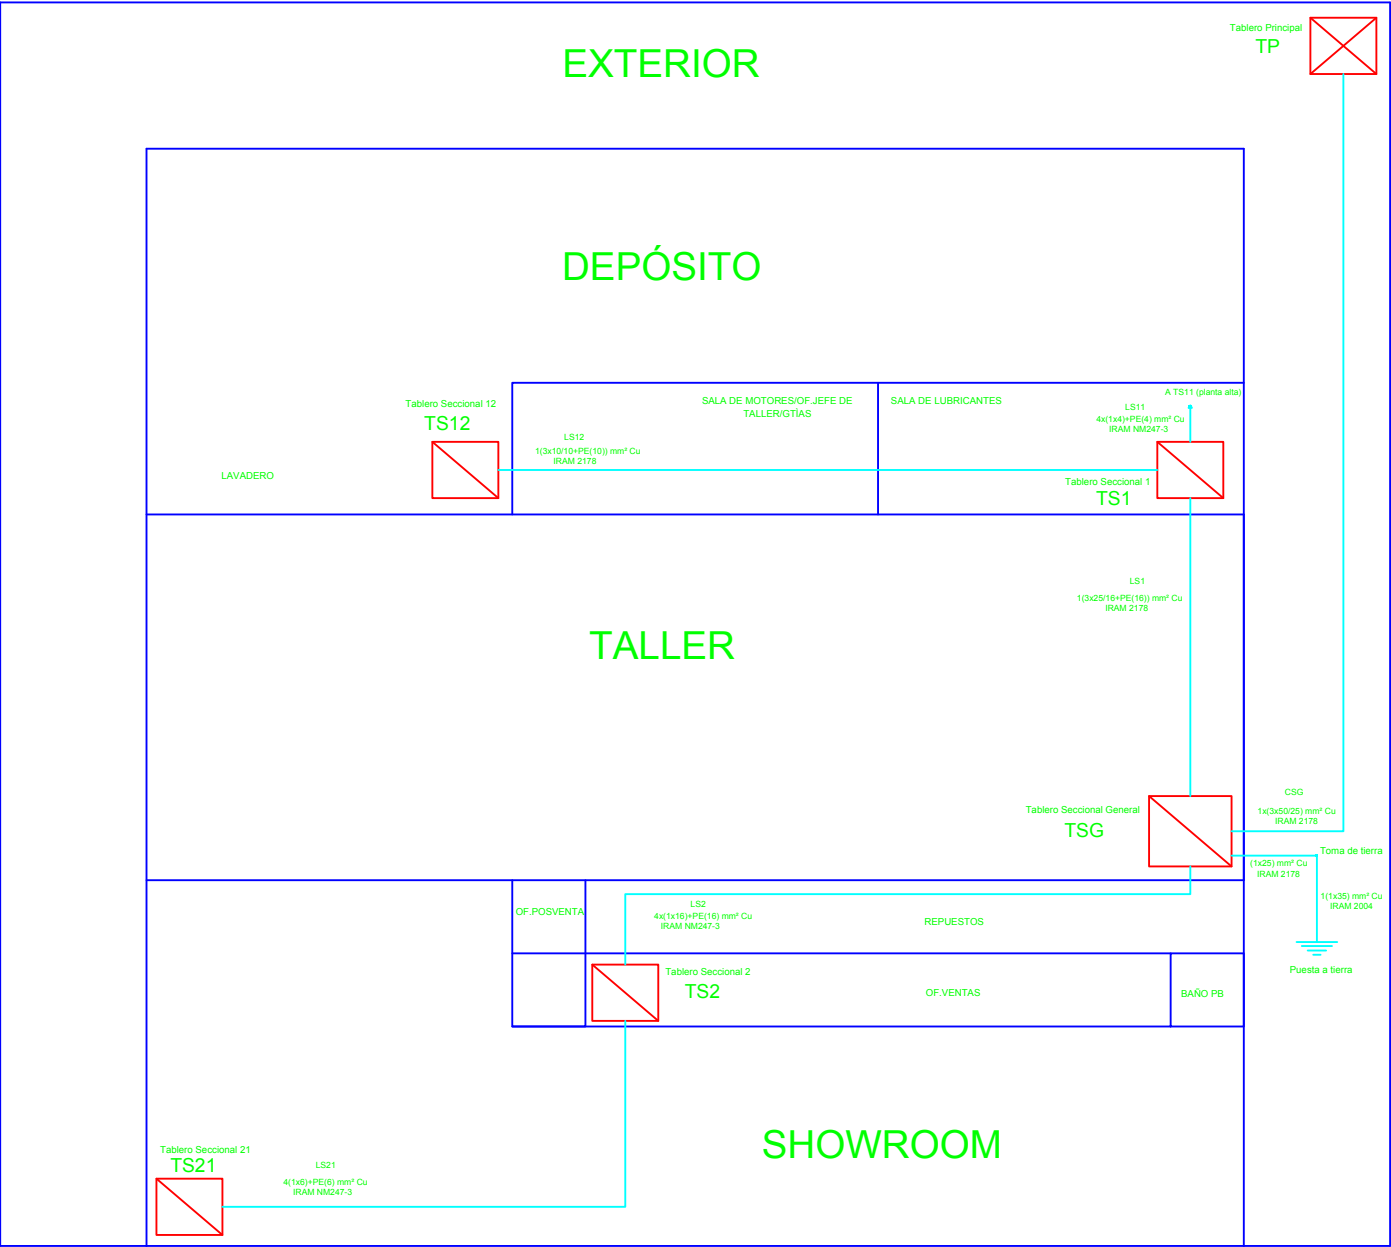 Tablero Principal
TP
EXTERIOR
DEPÓSITO
Tablero Seccional 12
TS12
LS12
1(3x10/10+PE(10)) mm² Cu
IRAM 2178
SALA DE MOTORES/OF.JEFE DE
TALLER/GTÍAS
SALA DE LUBRICANTES
A TS11 (planta alta)
LS11
4x(1x4)+PE(4) mm² Cu
IRAM NM247-3
LAVADERO
Tablero Seccional 1
TS1
LS1
1(3x25/16+PE(16)) mm² Cu
IRAM 2178
TALLER
Tablero Seccional General
TSG
CSG
1x(3x50/25) mm² Cu
IRAM 2178
Toma de tierra
(1x25) mm² Cu
IRAM 2178
1(1x35) mm² Cu
IRAM 2004
Puesta a tierra
OF.POSVENTA
LS2
4x(1x16)+PE(16) mm² Cu
IRAM NM247-3
REPUESTOS
Tablero Seccional 2
TS2
OF.VENTAS
BAÑO PB
SHOWROOM
Tablero Seccional 21
TS21
LS21
4(1x6)+PE(6) mm² Cu
IRAM NM247-3